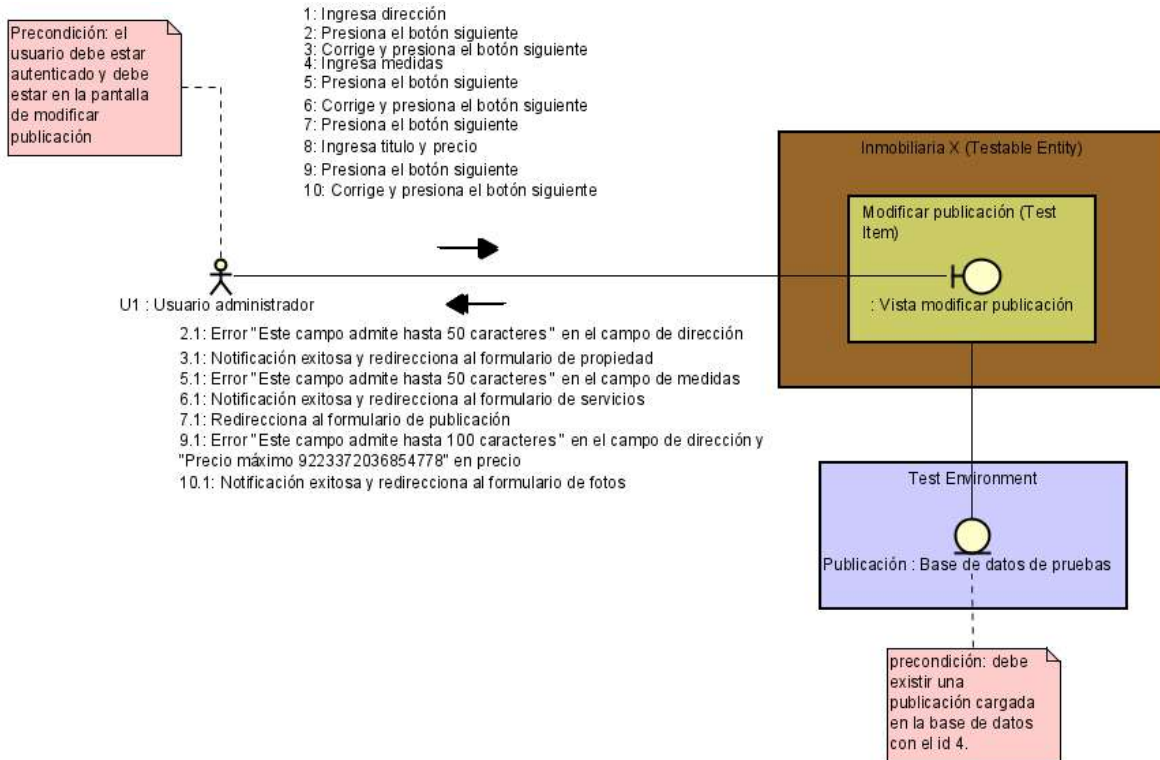 Precondición: el
usuario debe estar
autenticado y debe
estar en la pantalla
de modificar
publicación
1: Ingresa dirección
2: Presiona el botón siguiente
3: Corrige y presiona el botón siguiente
4: Ingresa medidas
5: Presiona el botón siguiente
6: Corrige y presiona el botón siguiente
7: Presiona el botón siguiente
8: Ingresa titulo y precio
9: Presiona el botón siguiente
10: Corrige y presiona el botón siguiente
Inmobiliaria X (Testable Entity)
Modificar publicación (Test
Item)
: Vista modificar publicación
U1 : Usuario administrador
2.1: Error "Este campo admite hasta 50 caracteres" en el campo de dirección
3.1: Notificación exitosa y redirecciona al formulario de propiedad
5.1: Error "Este campo admite hasta 50 caracteres" en el campo de medidas
6.1: Notificación exitosa y redirecciona al formulario de servicios
7.1: Redirecciona al formulario de publicación
9.1: Error "Este campo admite hasta 100 caracteres" en el campo de dirección y
"Precio máximo 9223372036854778" en precio
10.1: Notificación exitosa y redirecciona al formulario de fotos
Test Environment
Publicación : Base de datos de pruebas
precondición: debe
existir una
publicación cargada
en la base de datos
con el id 4.